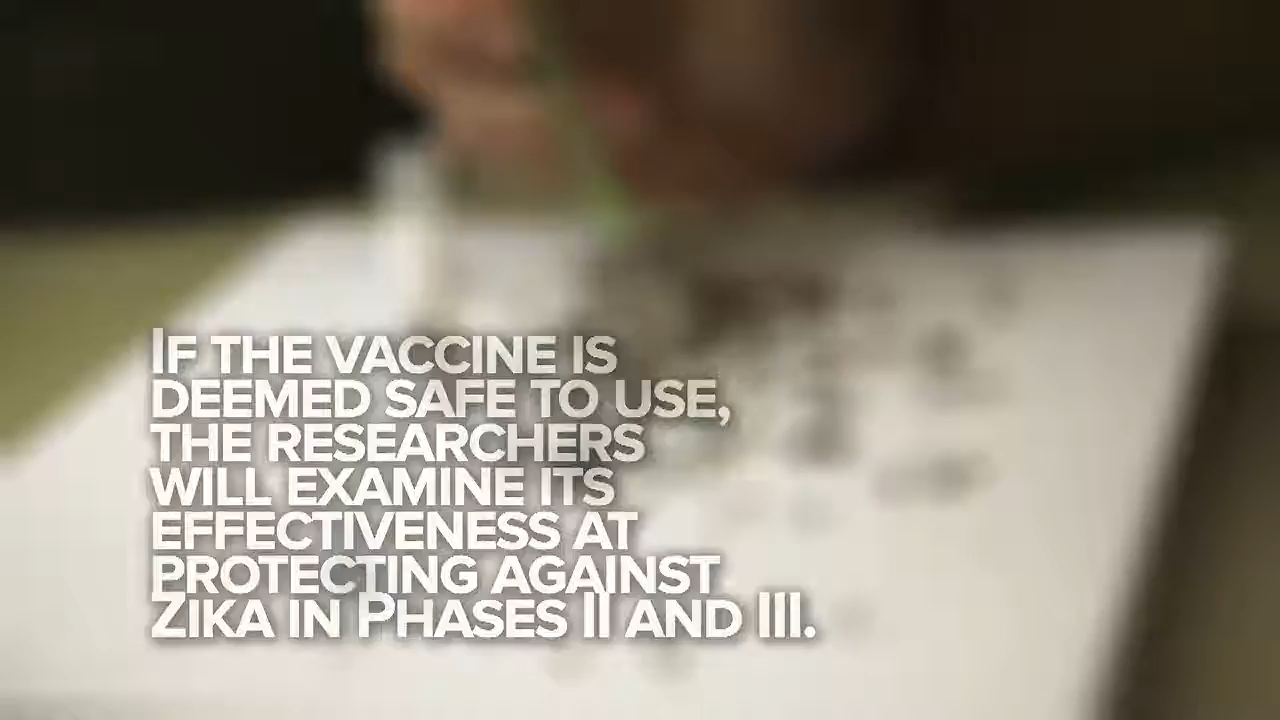 If the vaccine is
deemed safe to use,
the researchers
will examine its
effectiveness at
protecting against
Zika in Phases II and III.